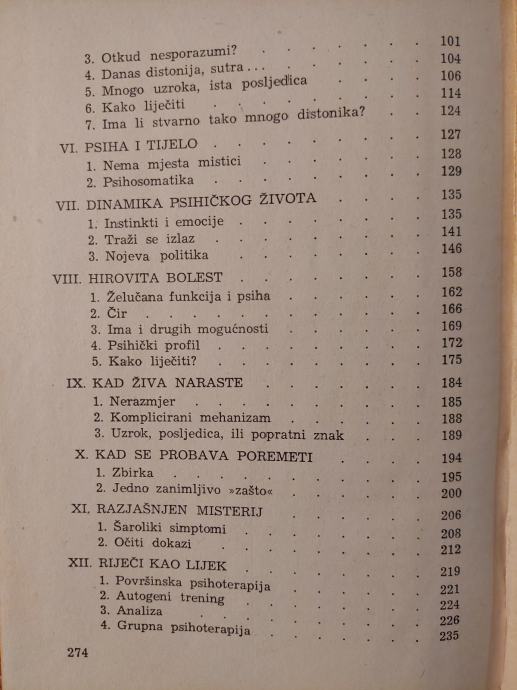 3. Otkud nesporazumi? . . . . . . . 101
4. Danas distonija, sutra ... . . . . . . 104
5. Mnogo uzroka, ista posljedica . . . . 106
6. Kako liječiti . . . . . . . . 114
7. Ima li stvarno tako mnogo distonika? . . 124
VI. PSIHA I TIJELO . . . . . . . . 127
1. Nema mjesta mistici . . . . . . 128
2. Psihosomatika . . . . . . . . 129
VII. DINAMIKA PSIHIČKOG ŽIVOTA . . . . 135
1. Instinkti i emocije . . . . . . . 135
2. Traži se izlaz . . . . . . . . 141
3. Nojeva politika . . . . . . . . 146
VIII. HIROVITA BOLEST . . . . . . . 158
1. Želučana funkcija i psiha . . . . . 162
2. Čir . . . . . . . . . . 166
3. Ima i drugih mogućnosti . . . . . 169
4. Psihički profil . . . . . . . . 172
5. Kako liječiti? . . . . . . . . 175
IX. KAD ŽIVA NARASTE . . . . . . 184
1. Nerazmjer . . . . . . . . 185
2. Komplicirani mehanizam . . . . . 188
3. Uzrok, posljedica, ili popratni znak . . . 189
X. KAD SE PROBAVA POREMETI . . . . 194
1. Zbirka . . . . . . . . . 195
2. Jedno zanimljivo »zašto« . . . . . 200
XI. RAZJAŠNJEN MISTERIJ . . . . . 206
1. Šaroliki simptomi . . . . . . . 208
2. Očiti dokazi . . . . . . . . 212
XII. RIJEČI KAO LIJEK . . . . . . . 219
1. Površinska psihoterapija . . . . . 221
2. Autogeni trening . . . . . . . 224
3. Analiza . . . . . . . . 226
4. Grupna psihoterapija . . . . . . 235
274